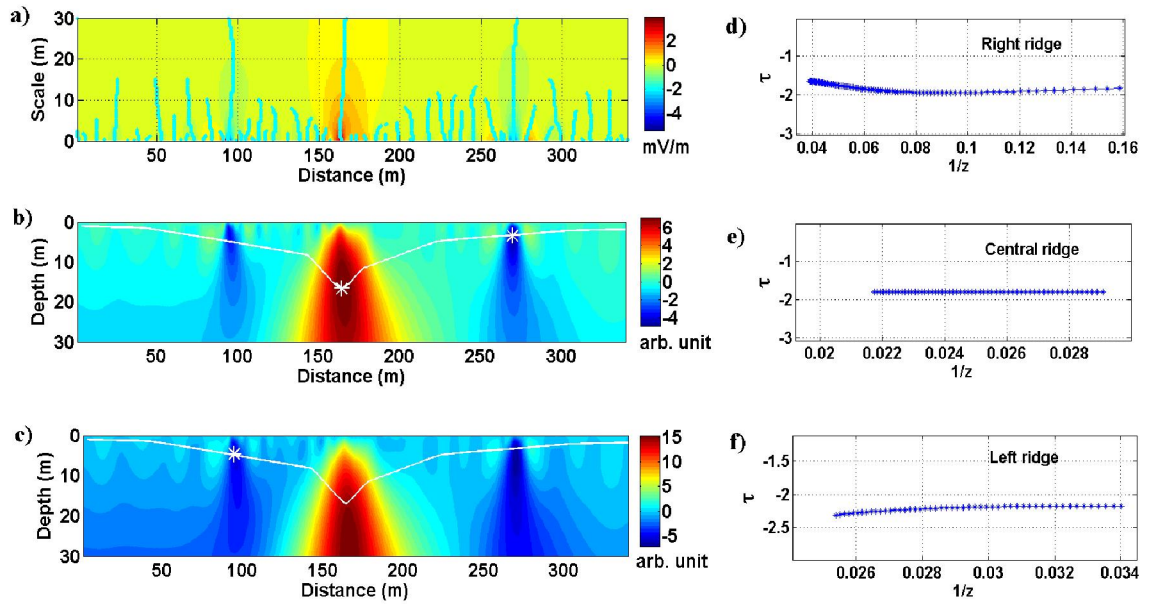 a)
30
20
10
0
Scale (m)
50 100 150 200 250 300
Distance (m)
2
0
-2
-4
mV/m
b)
0
10
20
30
Depth (m)
50 100 150 200 250 300
Distance (m)
6
4
2
0
-2
-4
arb. unit
c)
0
10
20
30
Depth (m)
50 100 150 200 250 300
Distance (m)
15
10
5
0
-5
arb. unit
d)
Right ridge
-1
-2
-3
τ
0.04 0.06 0.08 0.1 0.12 0.14 0.16
1/z
e)
Central ridge
-1
-2
-3
τ
0.02 0.022 0.024 0.026 0.028
1/z
f)
Left ridge
-1.5
-2
-2.5
τ
0.026 0.028 0.03 0.032 0.034
1/z